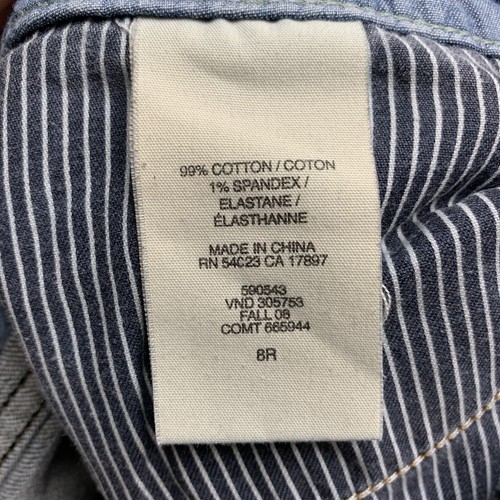 99% COTTON / COTON
1% SPANDEX /
ELASTANE /
ÉLASTHANNE
MADE IN CHINA
RN 54023 CA 17897
590543
VND 305753
FALL 08
COMT 665944
8R